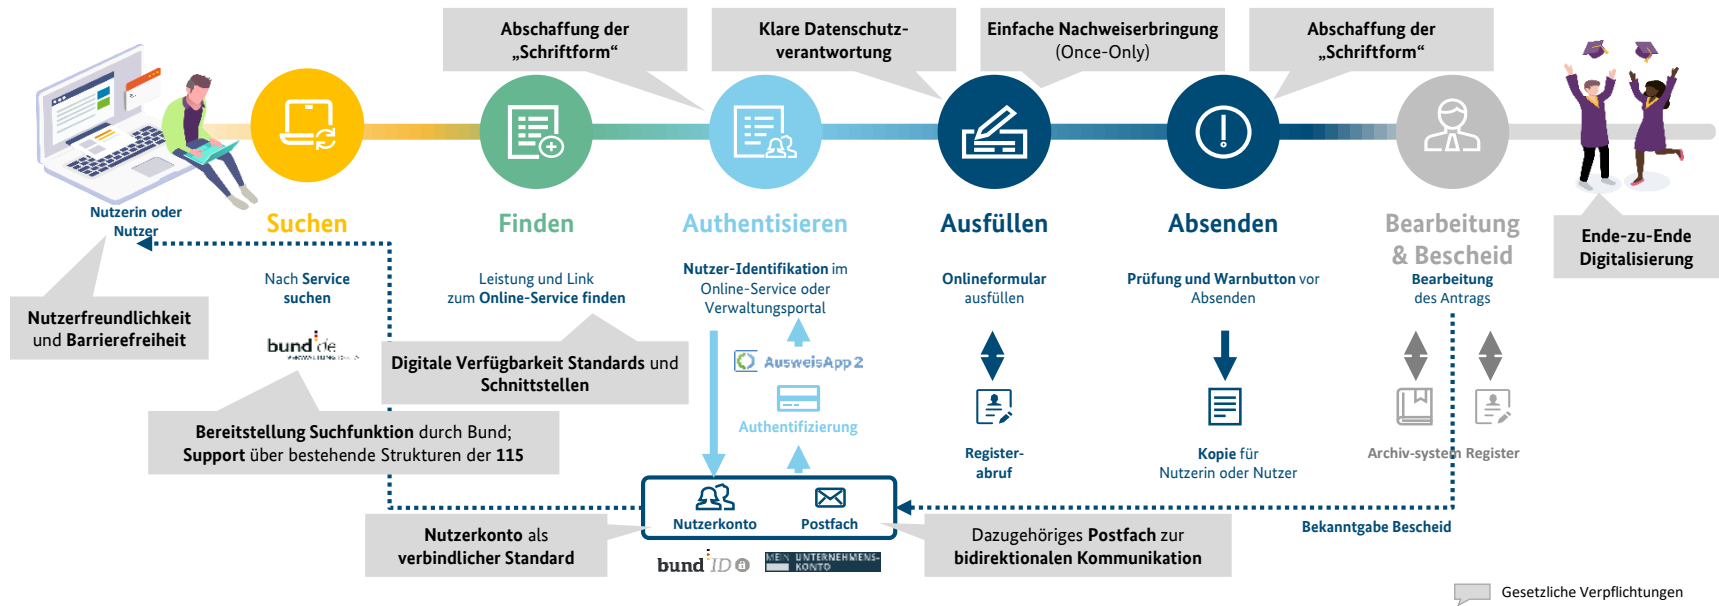 Abschaffung der
„Schriftform“
Klare Datenschutz-
verantwortung
Einfache Nachweiserbringung
(Once-Only)
Abschaffung der
„Schriftform“
Nutzerin oder
Nutzer
Suchen
Finden
Authentisieren
Ausfüllen
Absenden
Bearbeitung
& Bescheid
Ende-zu-Ende
Digitalisierung
Nach Service
suchen
Leistung und Link
zum Online-Service finden
Nutzer-Identifikation im
Online-Service oder
Verwaltungsportal
Onlineformular
ausfüllen
Prüfung und Warnbutton vor
Absenden
Bearbeitung
des Antrags
Nutzerfreundlichkeit
und Barrierefreiheit
bund.de
Digitale Verfügbarkeit Standards und
Schnittstellen
AusweisApp2
Authentifizierung
Bereitstellung Suchfunktion durch Bund;
Support über bestehende Strukturen der 115
Register-
abruf
Kopie für
Nutzerin oder Nutzer
Archiv-system Register
Nutzerkonto
Postfach
Nutzerkonto als
verbindlicher Standard
Dazugehöriges Postfach zur
bidirektionalen Kommunikation
Bekanntgabe Bescheid
bundID
MEIN UNTERNEHMENS-
KONTO
Gesetzliche Verpflichtungen